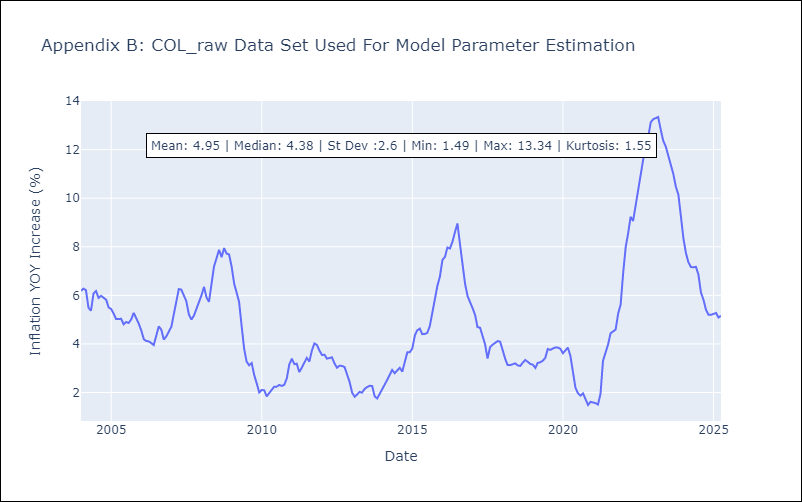 Appendix B: COL_raw Data Set Used For Model Parameter Estimation
14
Mean: 4.95 | Median: 4.38 | St Dev :2.6 | Min: 1.49 | Max: 13.34 | Kurtosis: 1.55
12
10
8
6
4
2
Inflation YOY Increase (%)
2005 2010 2015 2020 2025
Date